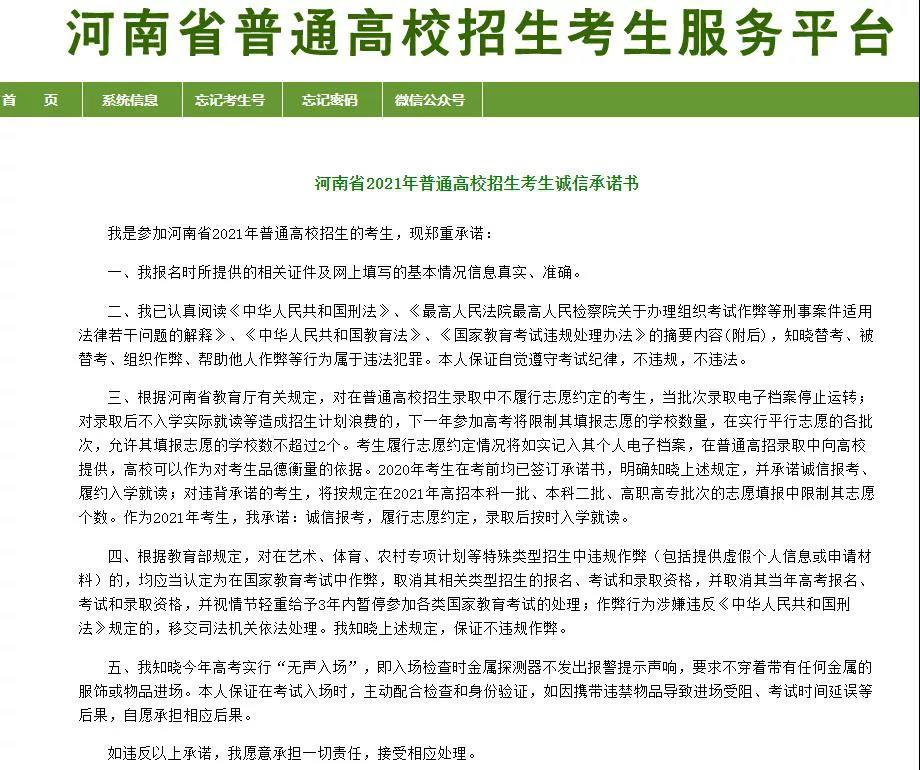 河南省普通高校招生考生服务平台
首 页 系统信息 忘记考生号 忘记密码 微信公众号
河南省2021年普通高校招生考生诚信承诺书
我是参加河南省2021年普通高校招生的考生，现郑重承诺：
一、我报名时所提供的相关证件及网上填写的基本情况信息真实、准确。
二、我已认真阅读《中华人民共和国刑法》、《最高人民法院最高人民检察院关于办理组织考试作弊等刑事案件适用
法律若干问题的解释》、《中华人民共和国教育法》、《国家教育考试违规处理办法》的摘要内容(附后)，知晓替考、被
替考、组织作弊、帮助他人作弊等行为属于违法犯罪。本人保证自觉遵守考试纪律，不违规，不违法。
三、根据河南省教育厅有关规定，对在普通高校招生录取中不履行志愿约定的考生，当批次录取电子档案停止运转；
对录取后不入学实际就读等造成招生计划浪费的，下一年参加高考将限制其填报志愿的学校数量，在实行平行志愿的各批
次，允许其填报志愿的学校数不超过2个。考生履行志愿约定情况将如实记入其个人电子档案，在普通高招录取中向高校
提供，高校可以作为对考生品德衡量的依据。2020年考生在考前均已签订承诺书，明确知晓上述规定，并承诺诚信报考、
履约入学就读；对违背承诺的考生，将按规定在2021年高招本科一批、本科二批、高职高专批次的志愿填报中限制其志愿
个数。作为2021年考生，我承诺：诚信报考，履行志愿约定，录取后按时入学就读。
四、根据教育部规定，对在艺术、体育、农村专项计划等特殊类型招生中违规作弊（包括提供虚假个人信息或申请材
料）的，均应当认定为在国家教育考试中作弊，取消其相关类型招生的报名、考试和录取资格，并取消其当年高考报名、
考试和录取资格，并视情节轻重给予3年内暂停参加各类国家教育考试的处理；作弊行为涉嫌违反《中华人民共和国刑
法》规定的，移交司法机关依法处理。我知晓上述规定，保证不违规作弊。
五、我知晓今年高考实行“无声入场”，即入场检查时金属探测器不发出报警提示声响，要求不穿着带有任何金属的
服饰或物品进场。本人保证在考试入场时，主动配合检查和身份验证，如因携带违禁物品导致进场受阻、考试时间延误等
后果，自愿承担相应后果。
如违反以上承诺，我愿意承担一切责任，接受相应处理。